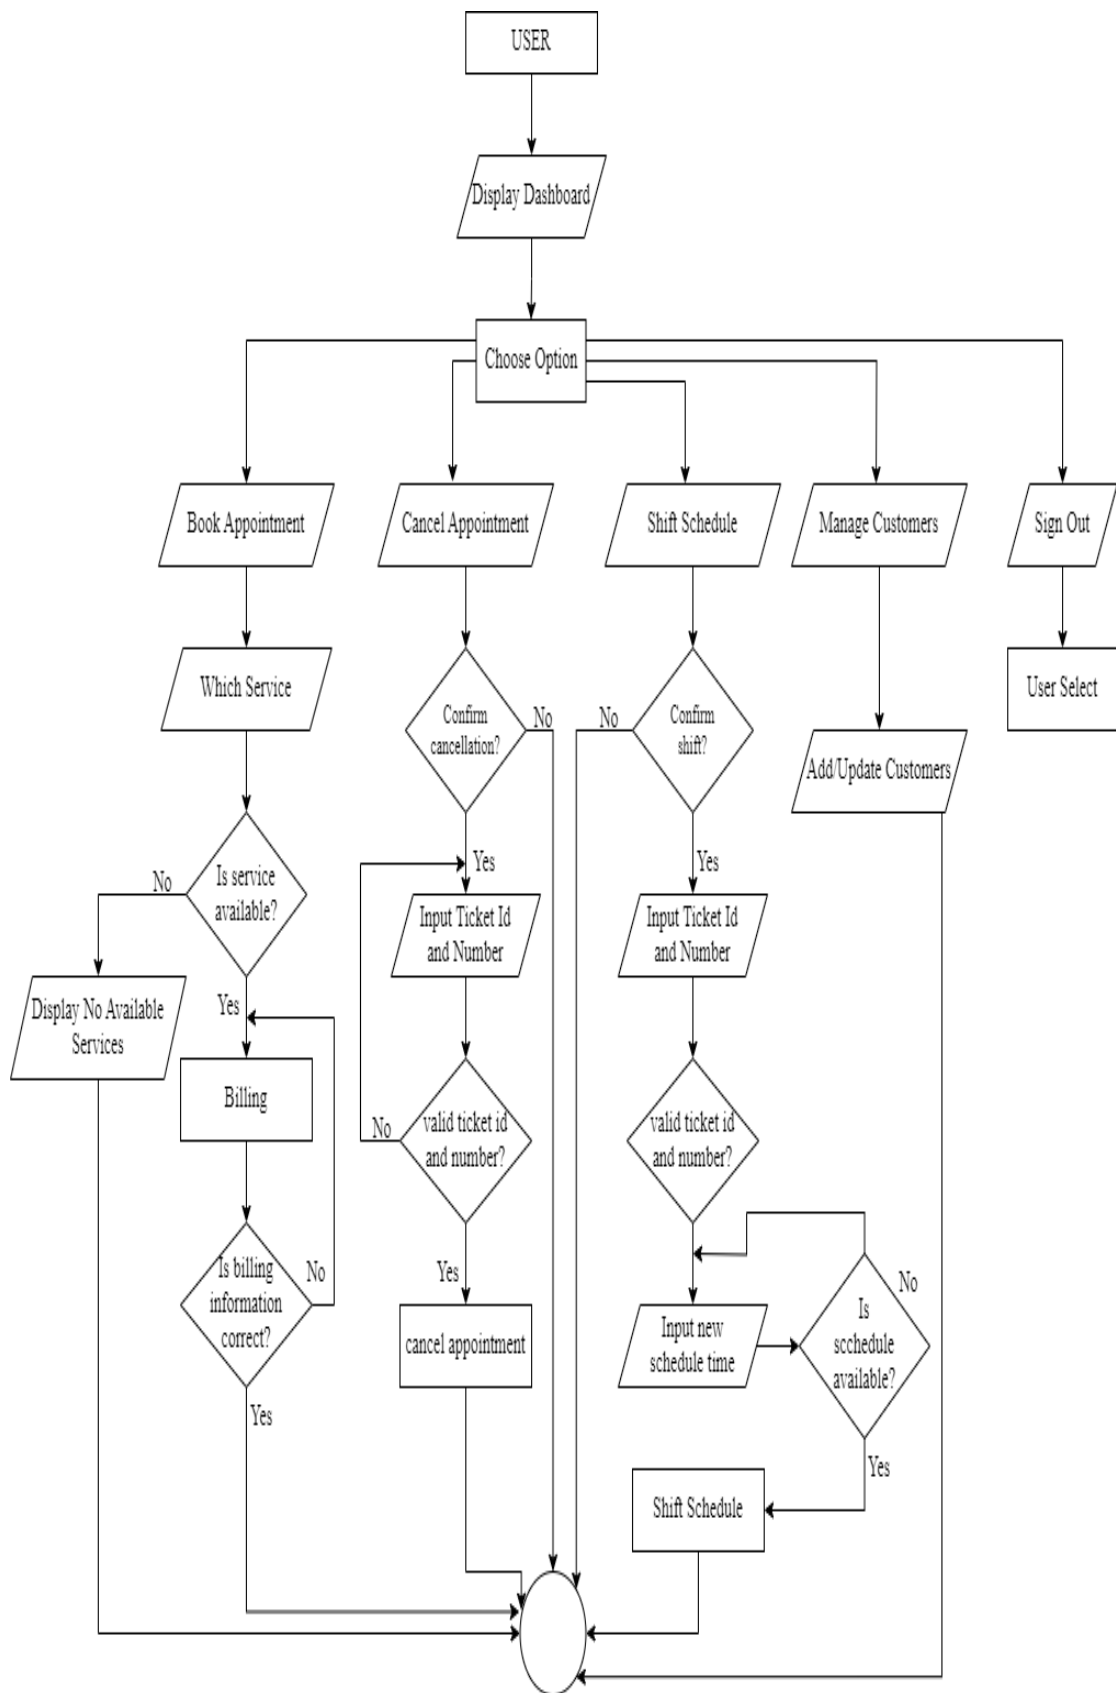 USER
Display Dashboard
Choose Option
Book Appointment
Cancel Appointment
Shift Schedule
Manage Customers
Sign Out
Which Service
Confirm
cancellation?
No
No
Confirm
shift?
User Select
Add/Update Customers
Is service
available?
No
Yes
Yes
Input Ticket Id
and Number
Input Ticket Id
and Number
Display No Available
Services
Yes
Billing
No
valid ticket id
and number?
valid ticket id
and number?
Is billing
information
correct?
No
Yes
cancel appointment
Input new
schedule time
Is
scchedule
available?
No
Yes
Yes
Shift Schedule